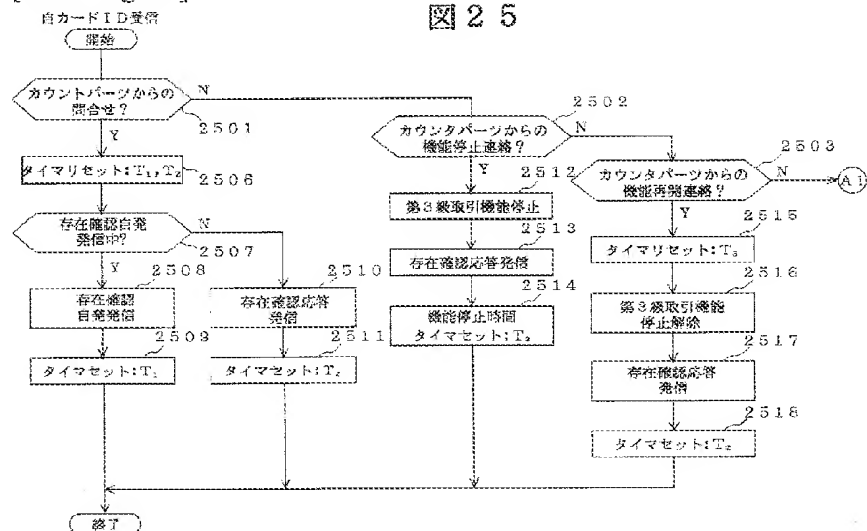 図25
自カードID受信
開始
カウントパーツからの
問合せ?
N
2501
Y
タイマリセット:T₁,T₂
2506
存在確認自発
発信中?
N
2507
Y
2508
存在確認
自発発信
2509
タイマセット:T₁
2510
存在確認応答
発信
2511
タイマセット:T₂
カウンタパーツからの
機能停止連絡?
2502
N
Y
2512
第3級取引機能停止
2513
存在確認応答発信
2514
機能停止時間
タイマセット:T₃
カウンタパーツからの
機能再開連絡?
2503
N
A1
Y
2515
タイマリセット:T₃
2516
第3級取引機能
停止解除
2517
存在確認応答
発信
2518
タイマセット:T₂
終了